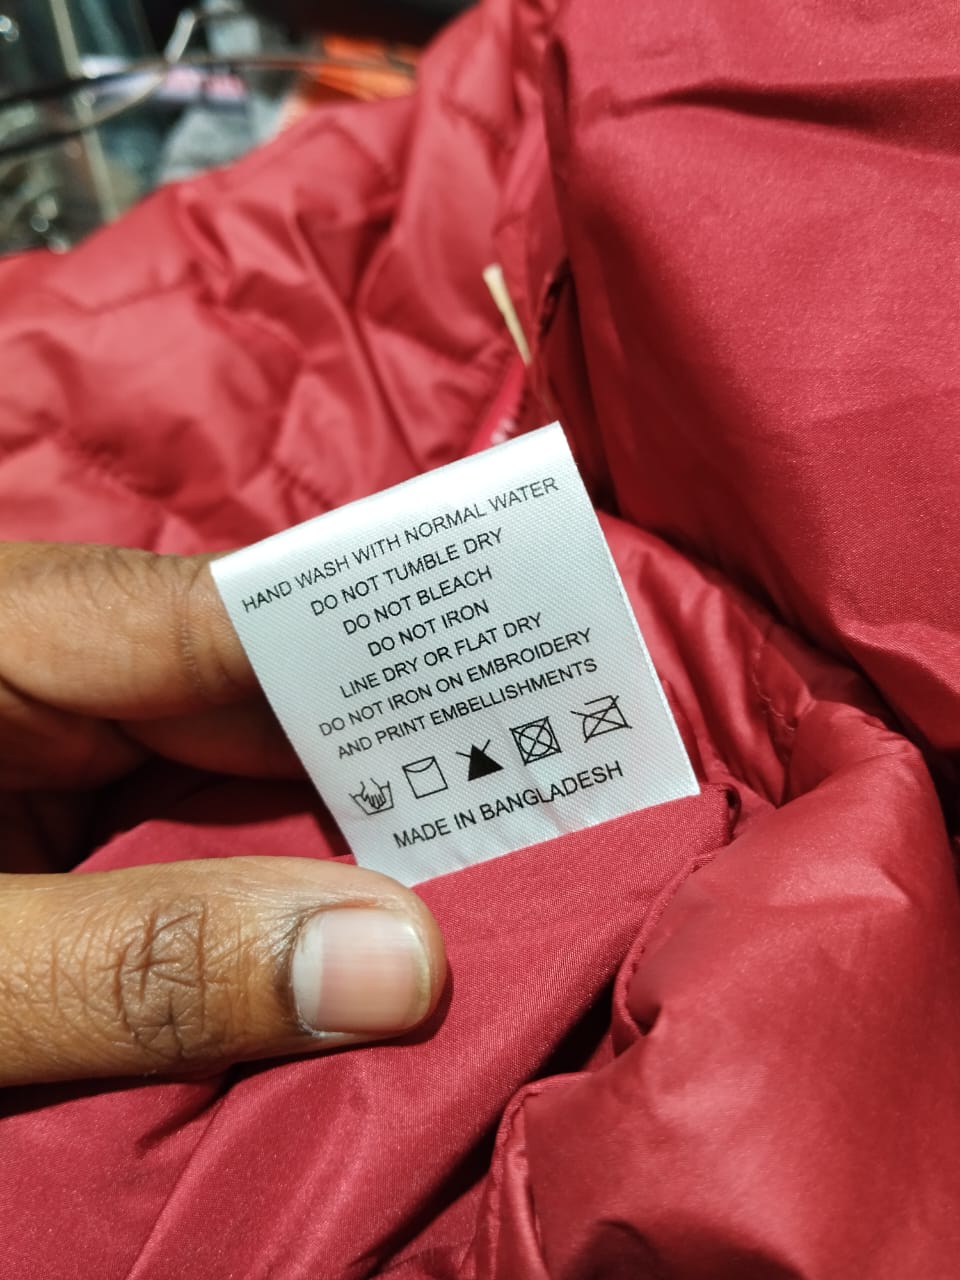 HAND WASH WITH NORMAL WATER
DO NOT TUMBLE DRY
DO NOT BLEACH
DO NOT IRON
LINE DRY OR FLAT DRY
DO NOT IRON ON EMBROIDERY
AND PRINT EMBELLISHMENTS
MADE IN BANGLADESH